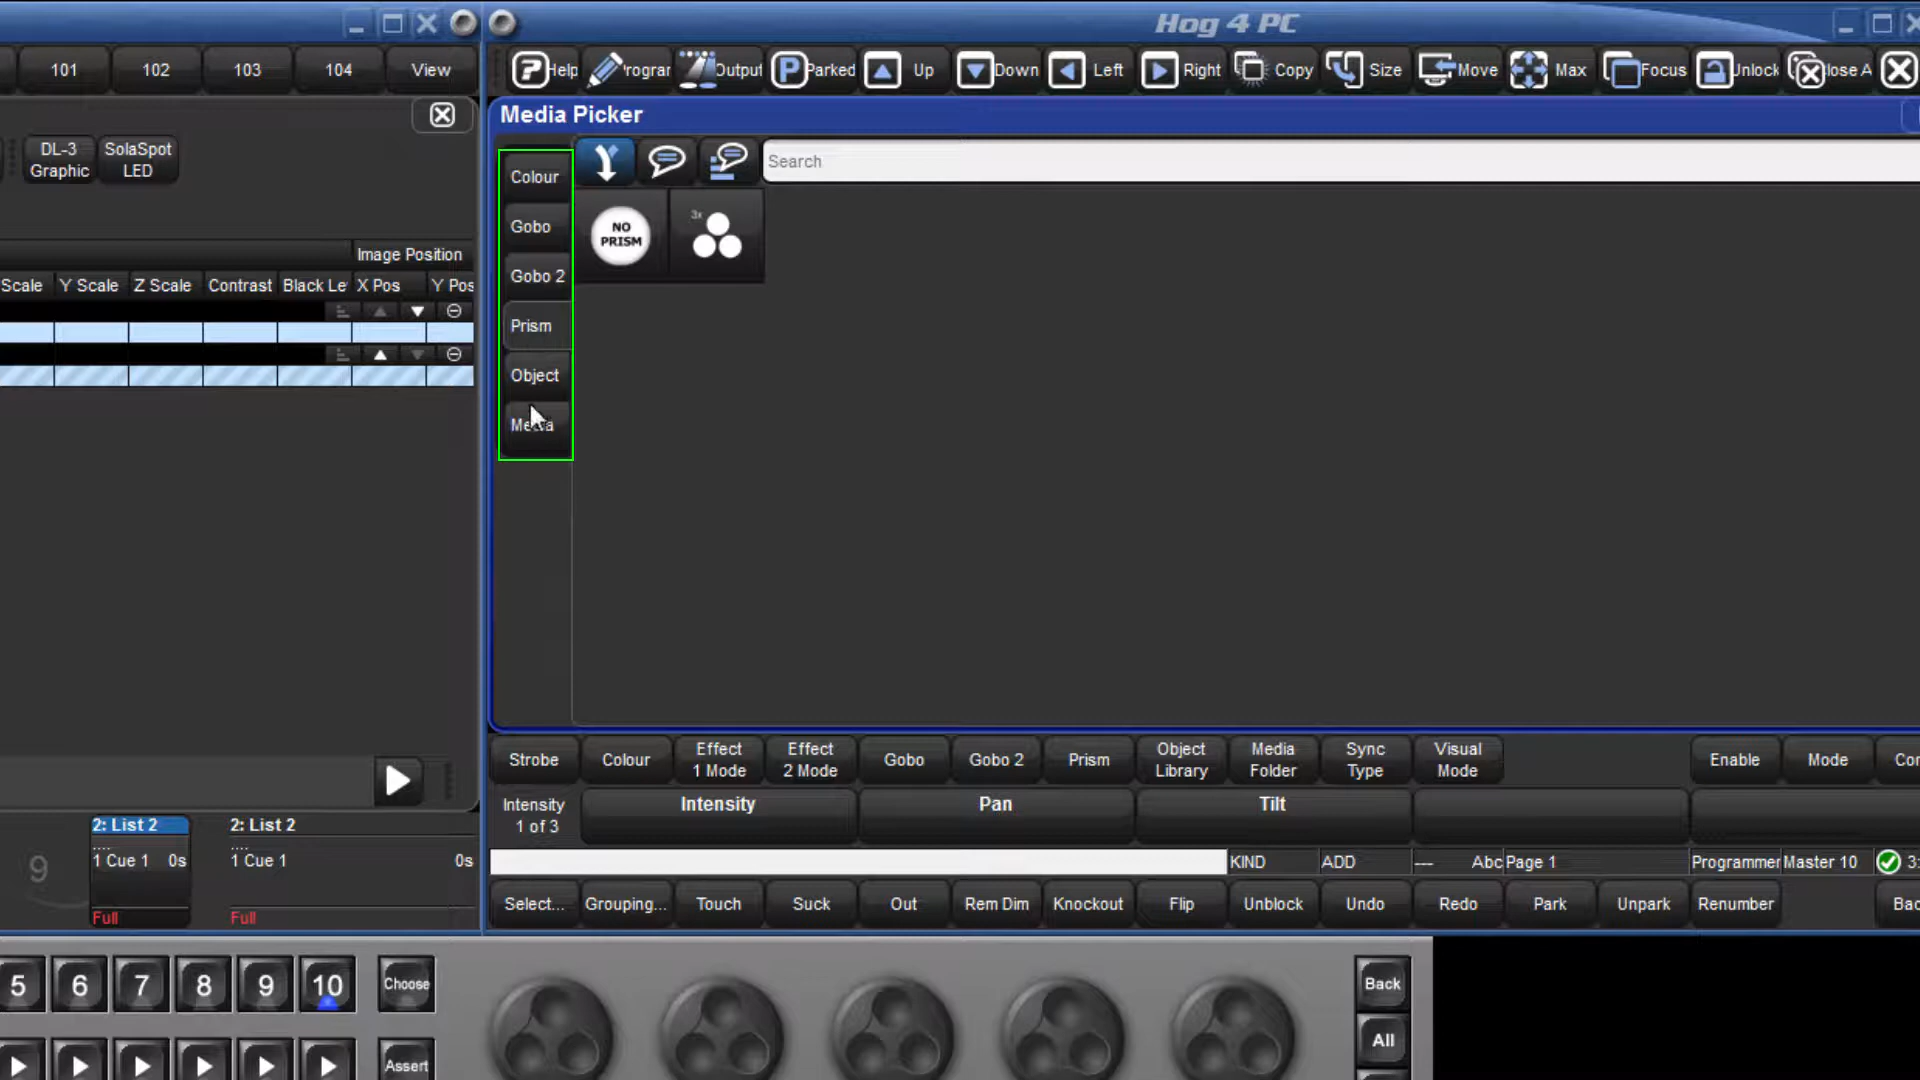 Hog 4 PC
101 102 103 104 View
Help Output Parked Up Down Left Right Copy Size Move Max Focus
Media Picker
DL-3 Graphic
SolaSpot LED
Colour
Gobo
Gobo 2
Prism
Object
Search
NO PRISM
3x
Image Position
Scale Y Scale Z Scale Contrast Black Le X Pos Y Pos
Strobe Colour Effect 1 Mode Effect 2 Mode Gobo Gobo 2 Prism Object Library Media Folder Sync Type Visual Mode Enable Mode
Intensity 1 of 3 Intensity Pan Tilt
KIND ADD --- Abc Page 1 Programmer Master 10
Select... Grouping... Touch Suck Out Rem Dim Knockout Flip Unblock Undo Redo Park Unpark Renumber
9
2: List 2
....
1 Cue 1 0s
Full
2: List 2
....
1 Cue 1 0s
Full
5 6 7 8 9 10 Choose
Assert
Back
All